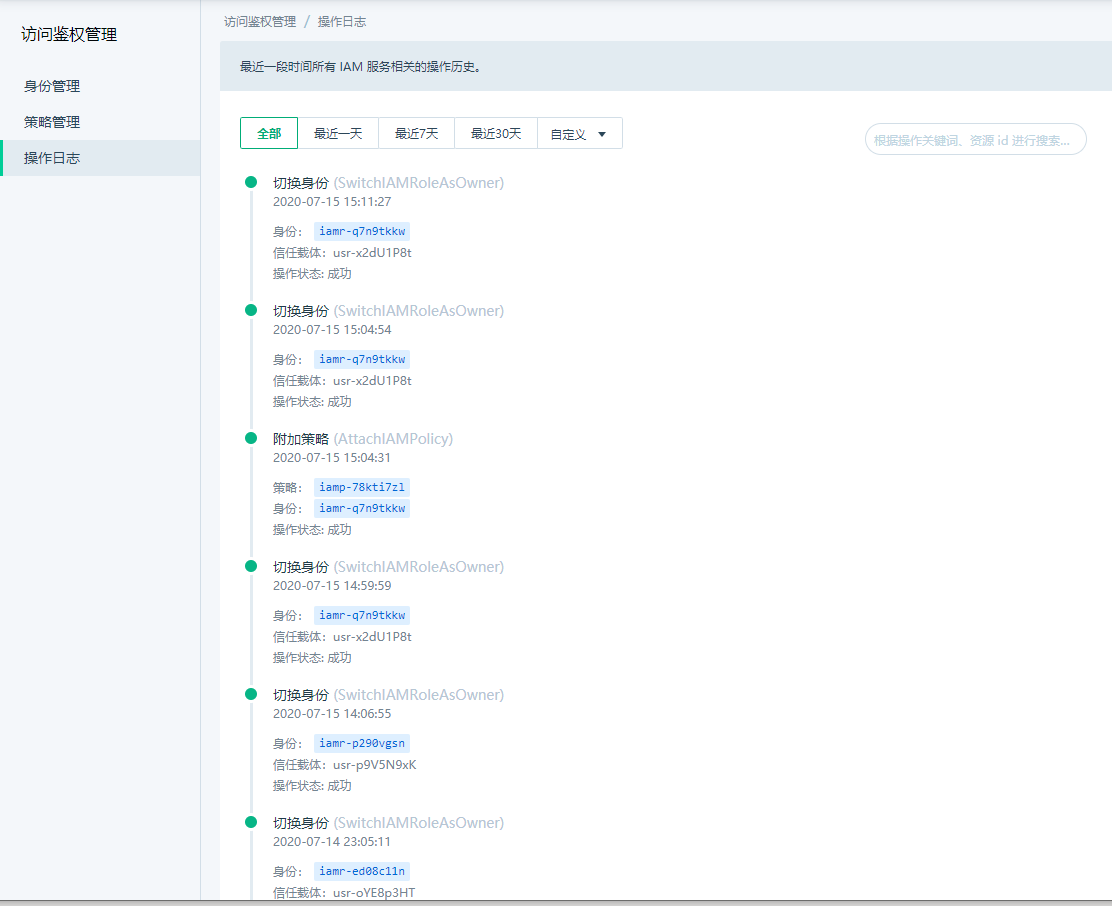 访问鉴权管理
身份管理
策略管理
操作日志
访问鉴权管理 / 操作日志
最近一段时间所有 IAM 服务相关的操作历史。
全部 最近一天 最近7天 最近30天 自定义
根据操作关键词、资源 id 进行搜索...
切换身份 (SwitchIAMRoleAsOwner)
2020-07-15 15:11:27
身份： iamr-q7n9tkkw
信任载体：usr-x2dU1P8t
操作状态: 成功
切换身份 (SwitchIAMRoleAsOwner)
2020-07-15 15:04:54
身份： iamr-q7n9tkkw
信任载体：usr-x2dU1P8t
操作状态: 成功
附加策略 (AttachIAMPolicy)
2020-07-15 15:04:31
策略： iamp-78kti7zl
身份： iamr-q7n9tkkw
操作状态: 成功
切换身份 (SwitchIAMRoleAsOwner)
2020-07-15 14:59:59
身份： iamr-q7n9tkkw
信任载体：usr-x2dU1P8t
操作状态: 成功
切换身份 (SwitchIAMRoleAsOwner)
2020-07-15 14:06:55
身份： iamr-p290vgsn
信任载体：usr-p9V5N9xK
操作状态: 成功
切换身份 (SwitchIAMRoleAsOwner)
2020-07-14 23:05:11
身份： iamr-ed08c11n
信任载体：usr-oYE8p3HT